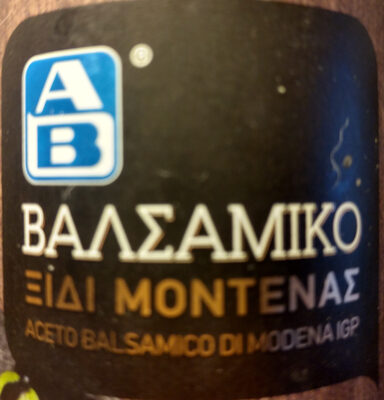 AB®
ΒΑΛΣΑΜΙΚΟ
ΞΙΔΙ ΜΟΝΤΕΝΑΣ
ACETO BALSAMICO DI MODENA IGP